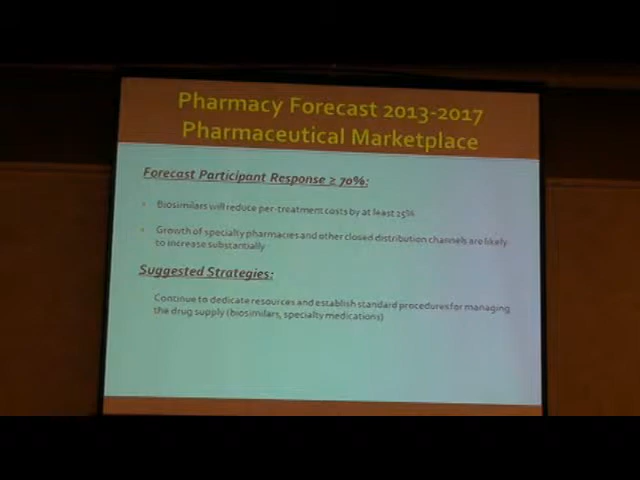 Pharmacy Forecast 2013-2017
Pharmaceutical Marketplace
Forecast Participant Response ≥ 70%:
Biosimilars will reduce per-treatment costs by at least 25%
Growth of specialty pharmacies and other closed distribution channels are likely
to increase substantially
Suggested Strategies:
Continue to dedicate resources and establish standard procedures for managing
the drug supply (biosimilars, specialty medications)